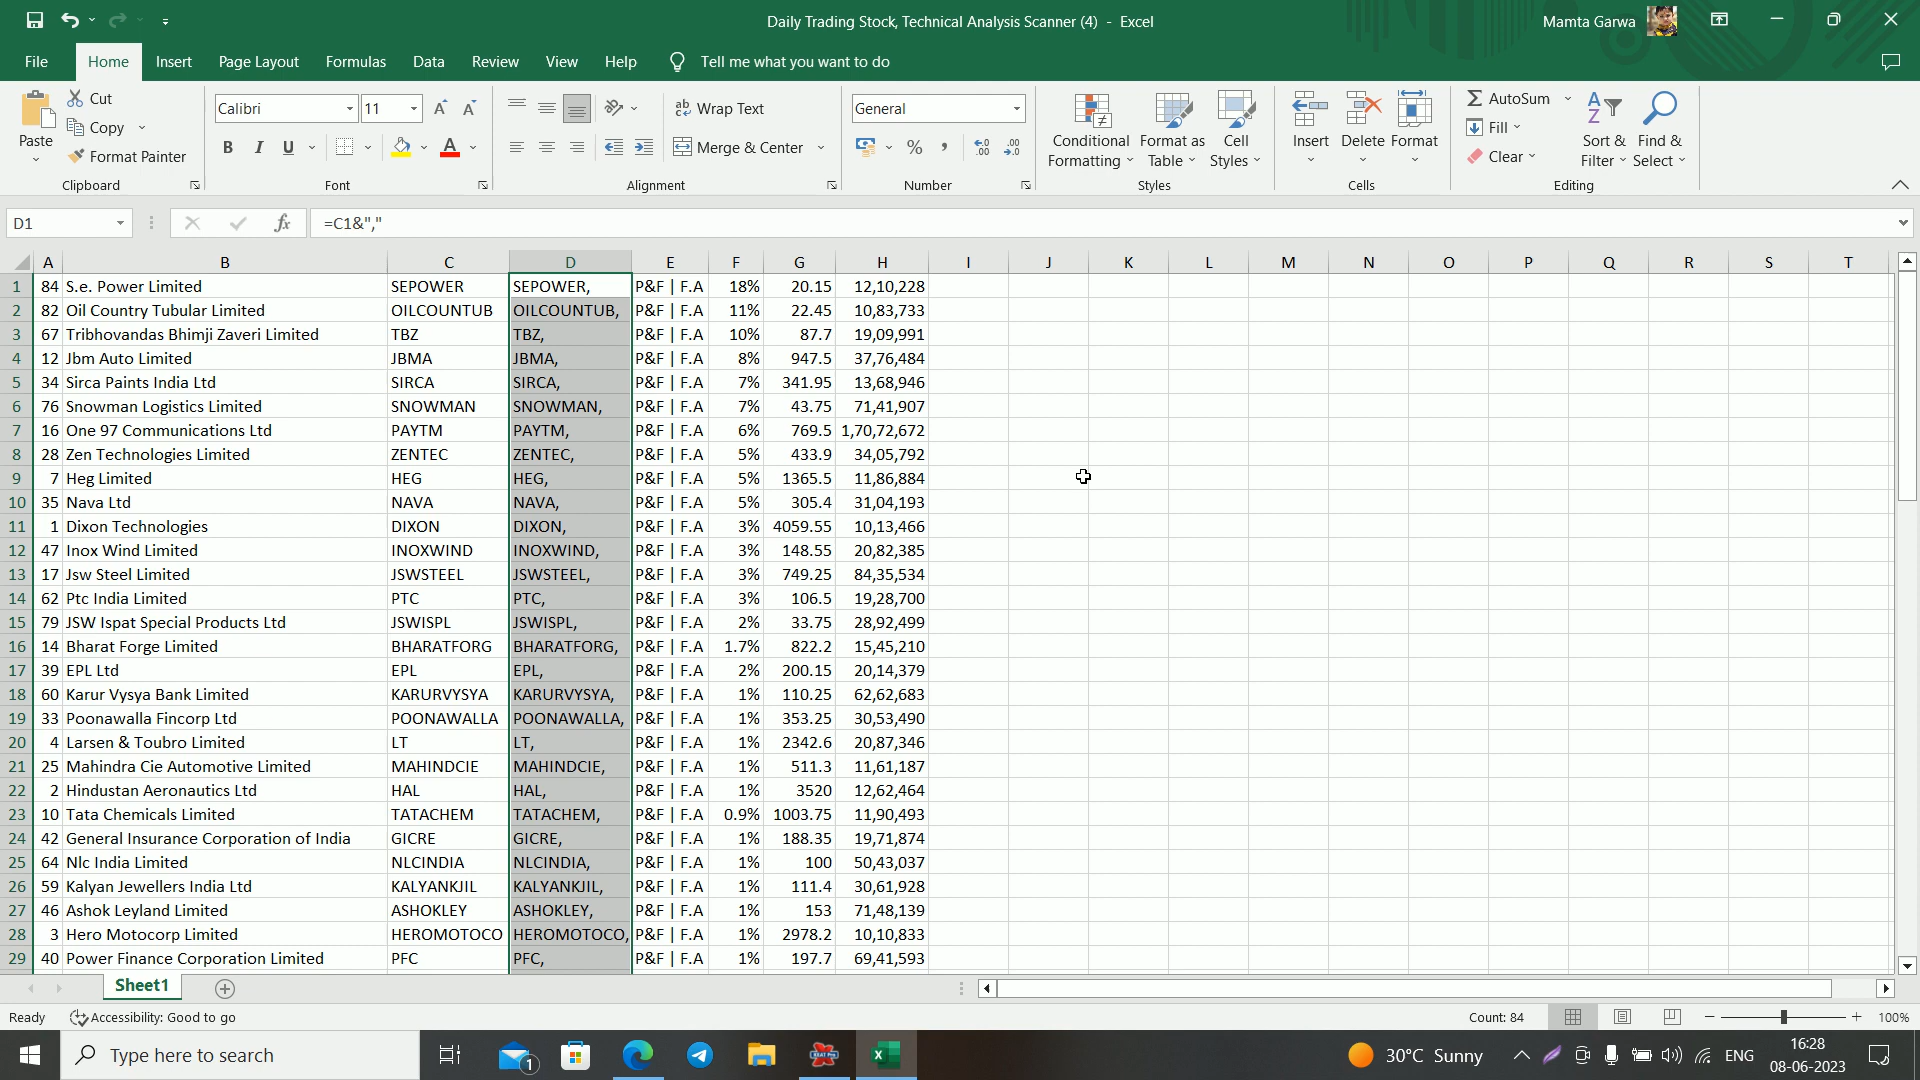 Daily Trading Stock, Technical Analysis Scanner (4) - Excel
Mamta Garwa
File Home Insert Page Layout Formulas Data Review View Help Tell me what you want to do
Paste
Cut
Copy
Format Painter
Clipboard
Calibri 11
B I U
Font
Wrap Text
Merge & Center
Alignment
General
% ,
Number
Conditional Formatting
Format as Table
Cell Styles
Styles
Insert Delete Format
Cells
AutoSum
Fill
Clear
Sort & Filter
Find & Select
Editing
D1 fx =C1&","
A B C D E F G H I J K L M N O P Q R S T
1 84 S.e. Power Limited SEPOWER SEPOWER, P&F | F.A 18% 20.15 12,10,228
2 82 Oil Country Tubular Limited OILCOUNTUB OILCOUNTUB, P&F | F.A 11% 22.45 10,83,733
3 67 Tribhovandas Bhimji Zaveri Limited TBZ TBZ, P&F | F.A 10% 87.7 19,09,991
4 12 Jbm Auto Limited JBMA JBMA, P&F | F.A 8% 947.5 37,76,484
5 34 Sirca Paints India Ltd SIRCA SIRCA, P&F | F.A 7% 341.95 13,68,946
6 76 Snowman Logistics Limited SNOWMAN SNOWMAN, P&F | F.A 7% 43.75 71,41,907
7 16 One 97 Communications Ltd PAYTM PAYTM, P&F | F.A 6% 769.5 1,70,72,672
8 28 Zen Technologies Limited ZENTEC ZENTEC, P&F | F.A 5% 433.9 34,05,792
9 7 Heg Limited HEG HEG, P&F | F.A 5% 1365.5 11,86,884
10 35 Nava Ltd NAVA NAVA, P&F | F.A 5% 305.4 31,04,193
11 1 Dixon Technologies DIXON DIXON, P&F | F.A 3% 4059.55 10,13,466
12 47 Inox Wind Limited INOXWIND INOXWIND, P&F | F.A 3% 148.55 20,82,385
13 17 Jsw Steel Limited JSWSTEEL JSWSTEEL, P&F | F.A 3% 749.25 84,35,534
14 62 Ptc India Limited PTC PTC, P&F | F.A 3% 106.5 19,28,700
15 79 JSW Ispat Special Products Ltd JSWISPL JSWISPL, P&F | F.A 2% 33.75 28,92,499
16 14 Bharat Forge Limited BHARATFORG BHARATFORG, P&F | F.A 1.7% 822.2 15,45,210
17 39 EPL Ltd EPL EPL, P&F | F.A 2% 200.15 20,14,379
18 60 Karur Vysya Bank Limited KARURVYSYA KARURVYSYA, P&F | F.A 1% 110.25 62,62,683
19 33 Poonawalla Fincorp Ltd POONAWALLA POONAWALLA, P&F | F.A 1% 353.25 30,53,490
20 4 Larsen & Toubro Limited LT LT, P&F | F.A 1% 2342.6 20,87,346
21 25 Mahindra Cie Automotive Limited MAHINDCIE MAHINDCIE, P&F | F.A 1% 511.3 11,61,187
22 2 Hindustan Aeronautics Ltd HAL HAL, P&F | F.A 1% 3520 12,62,464
23 10 Tata Chemicals Limited TATACHEM TATACHEM, P&F | F.A 0.9% 1003.75 11,90,493
24 42 General Insurance Corporation of India GICRE GICRE, P&F | F.A 1% 188.35 19,71,874
25 64 Nlc India Limited NLCINDIA NLCINDIA, P&F | F.A 1% 100 50,43,037
26 59 Kalyan Jewellers India Ltd KALYANKJIL KALYANKJIL, P&F | F.A 1% 111.4 30,61,928
27 46 Ashok Leyland Limited ASHOKLEY ASHOKLEY, P&F | F.A 1% 153 71,48,139
28 3 Hero Motocorp Limited HEROMOTOCO HEROMOTOCO, P&F | F.A 1% 2978.2 10,10,833
29 40 Power Finance Corporation Limited PFC PFC, P&F | F.A 1% 197.7 69,41,593
Sheet1
Ready Accessibility: Good to go Count: 84 100%
Type here to search 1 30°C Sunny ENG 16:28
08-06-2023